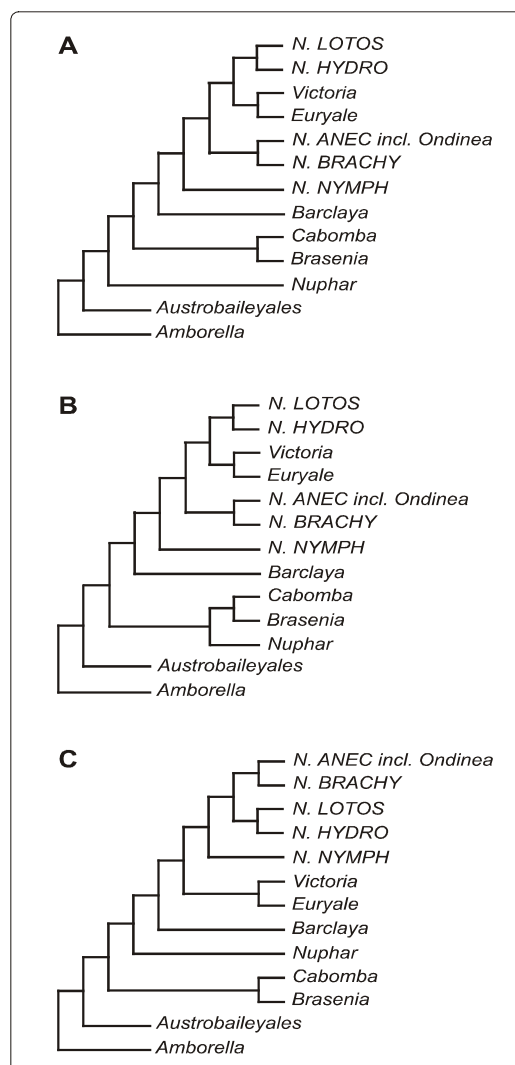 A
N. LOTOS
N. HYDRO
Victoria
Euryale
N. ANEC incl. Ondinea
N. BRACHY
N. NYMPH
Barclaya
Cabomba
Brasenia
Nuphar
Austrobaileyales
Amborella
B
N. LOTOS
N. HYDRO
Victoria
Euryale
N. ANEC incl. Ondinea
N. BRACHY
N. NYMPH
Barclaya
Cabomba
Brasenia
Nuphar
Austrobaileyales
Amborella
C
N. ANEC incl. Ondinea
N. BRACHY
N. LOTOS
N. HYDRO
N. NYMPH
Victoria
Euryale
Barclaya
Nuphar
Cabomba
Brasenia
Austrobaileyales
Amborella